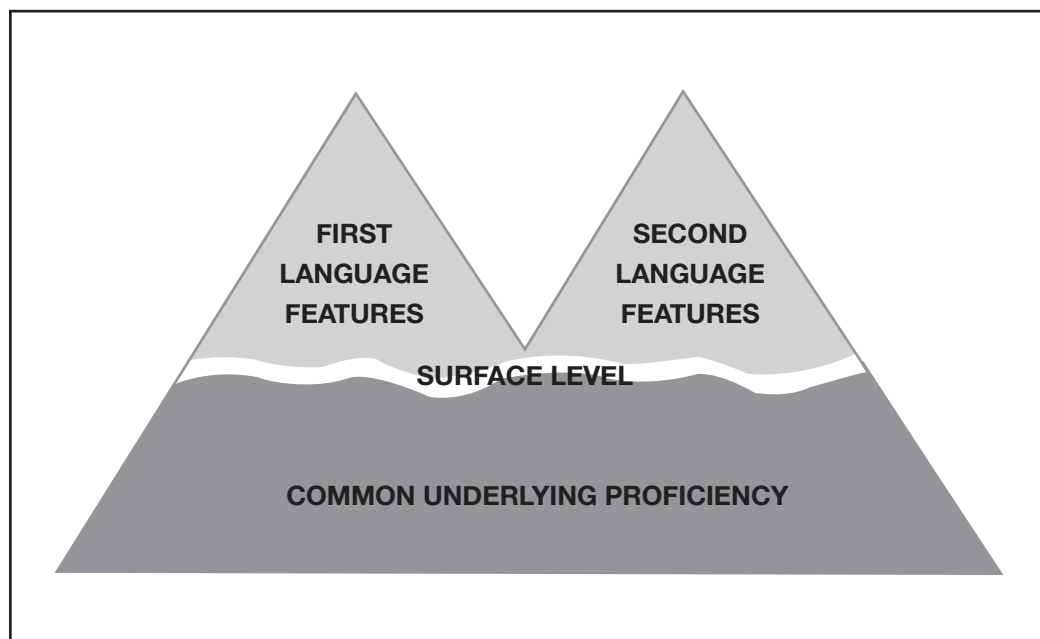 FIRST
LANGUAGE
FEATURES
SECOND
LANGUAGE
FEATURES
SURFACE LEVEL
COMMON UNDERLYING PROFICIENCY